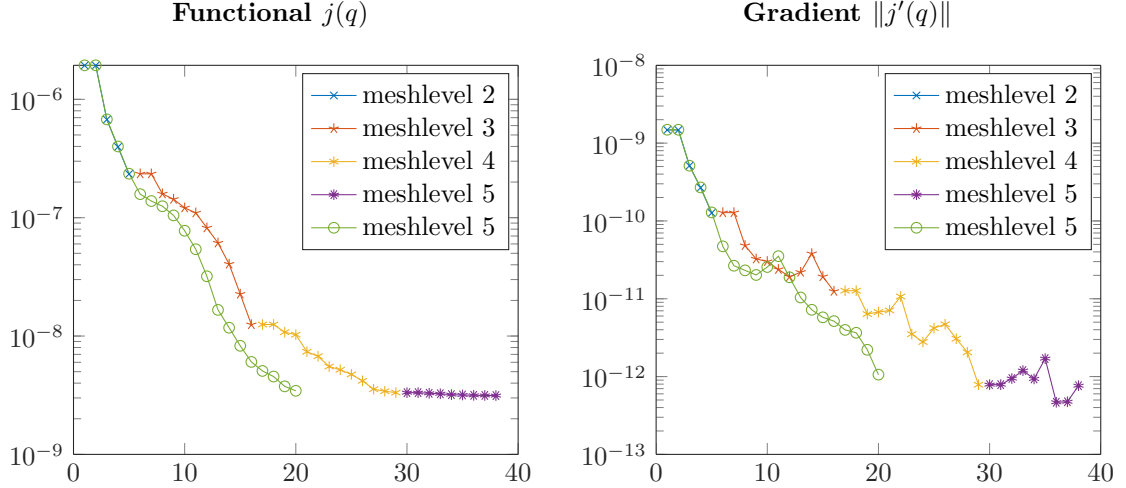 Functional j(q)
10⁻⁶
10⁻⁷
10⁻⁸
10⁻⁹
0
10
20
30
40
meshlevel 2
meshlevel 3
meshlevel 4
meshlevel 5
meshlevel 5
Gradient ‖j′(q)‖
10⁻⁸
10⁻⁹
10⁻¹⁰
10⁻¹¹
10⁻¹²
10⁻¹³
0
10
20
30
40
meshlevel 2
meshlevel 3
meshlevel 4
meshlevel 5
meshlevel 5